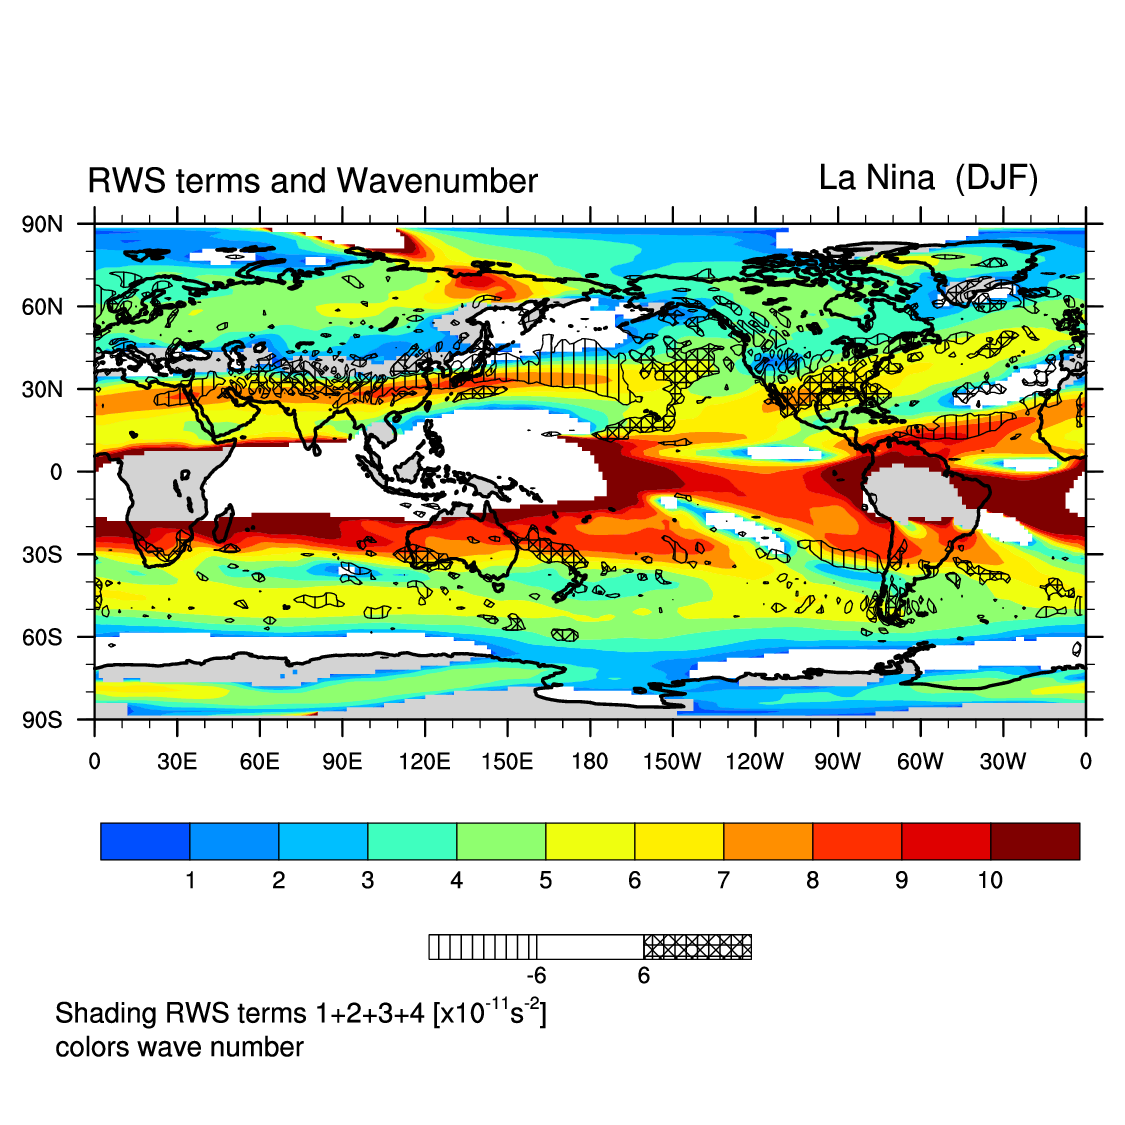 RWS terms and Wavenumber
La Nina (DJF)
90N
60N
30N
0
30S
60S
90S
0 30E 60E 90E 120E 150E 180 150W 120W 90W 60W 30W 0
1 2 3 4 5 6 7 8 9 10
-6 6
Shading RWS terms 1+2+3+4 [x10⁻¹¹s⁻²]
colors wave number